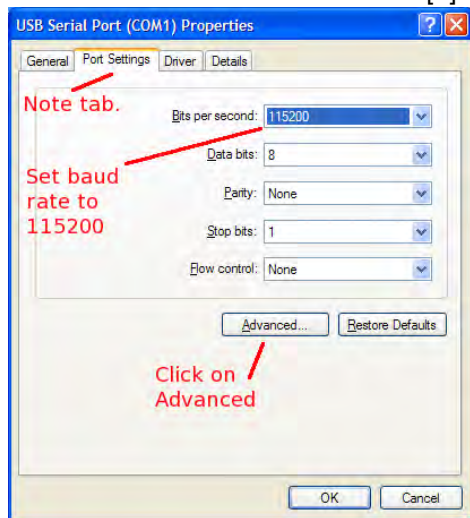 USB Serial Port (COM1) Properties
General Port Settings Driver Details
Note tab.
Bits per second: 115200
Data bits: 8
Set baud
rate to
115200
Parity: None
Stop bits: 1
Flow control: None
Advanced... Restore Defaults
Click on
Advanced
OK Cancel